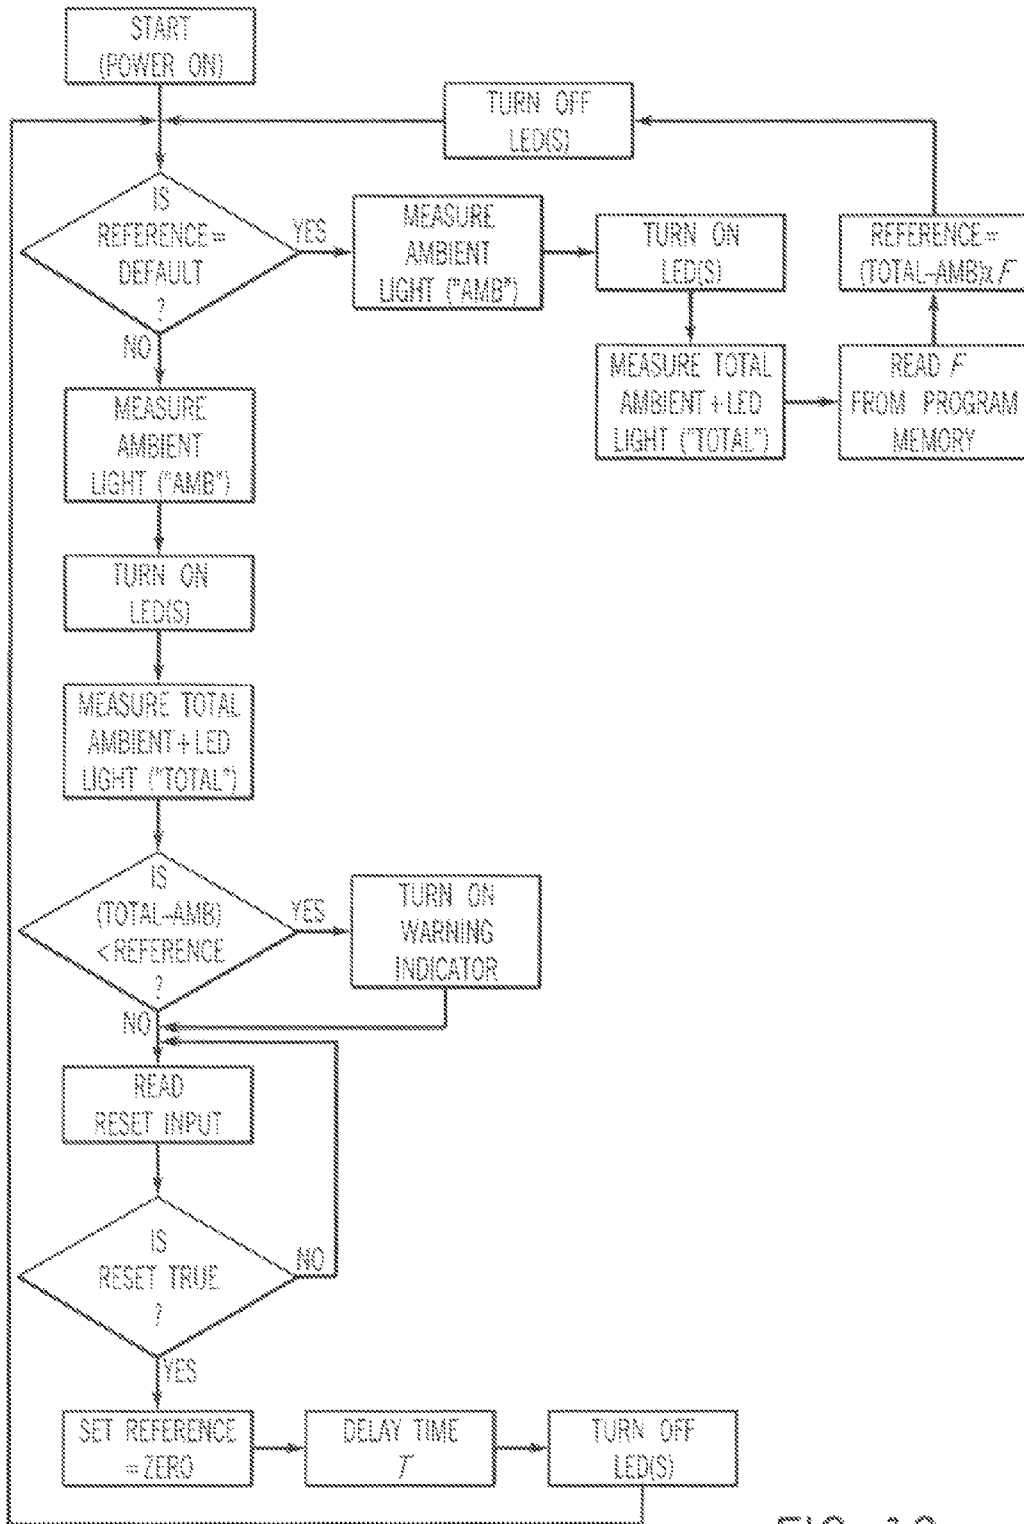 START
(POWER ON)
TURN OFF
LED(S)
IS
REFERENCE=
DEFAULT
?
YES
NO
MEASURE
AMBIENT
LIGHT ("AMB")
TURN ON
LED(S)
REFERENCE=
(TOTAL-AMB)x F
MEASURE TOTAL
AMBIENT+LED
LIGHT ("TOTAL")
READ F
FROM PROGRAM
MEMORY
MEASURE
AMBIENT
LIGHT ("AMB")
TURN ON
LED(S)
MEASURE TOTAL
AMBIENT+LED
LIGHT ("TOTAL")
IS
(TOTAL-AMB)
<REFERENCE
?
YES
NO
TURN ON
WARNING
INDICATOR
READ
RESET INPUT
IS
RESET TRUE
?
NO
YES
SET REFERENCE
=ZERO
DELAY TIME
T
TURN OFF
LED(S)